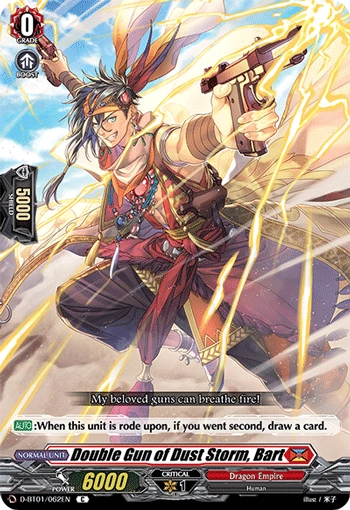 0
GRADE
BOOST
5000
SHIELD
My beloved guns can breathe fire!
AUTO:When this unit is rode upon, if you went second, draw a card.
NORMAL UNIT
Double Gun of Dust Storm, Bart
POWER 6000
CRITICAL
1
Dragon Empire
Human
D-BT01/062EN C
illust / 米子